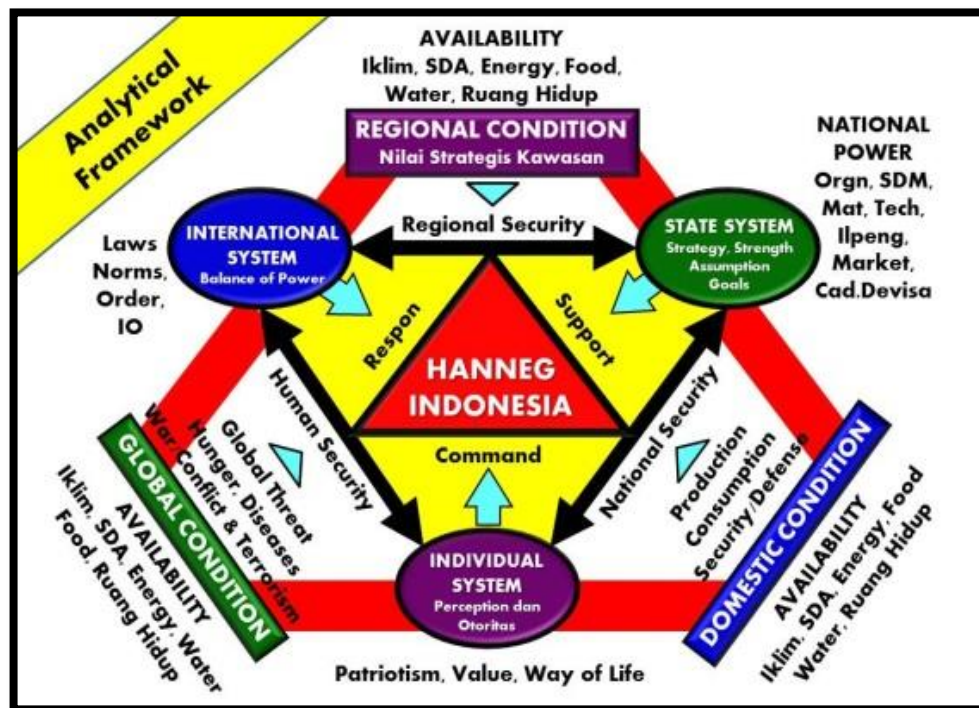 Analytical
Framework
AVAILABILITY
Iklim, SDA, Energy, Food,
Water, Ruang Hidup
REGIONAL CONDITION
Nilai Strategis Kawasan
NATIONAL
POWER
Orgn, SDM,
Mat, Tech,
Ilpeng,
Market,
Cad.Devisa
INTERNATIONAL
SYSTEM
Balance of Power
Regional Security
STATE SYSTEM
Strategy, Strength
Assumption
Goals
Laws
Norms,
Order,
IO
Respon
Support
HANNEG
INDONESIA
Human Security
National Security
Command
Global Threat
Hunger, Diseases
War/Conflict & Terrorism
Production
Consumption
Security/Defense
GLOBAL CONDITION
AVAILABILITY
Iklim, SDA, Energy, Water
Food, Ruang Hidup
INDIVIDUAL
SYSTEM
Perception dan
Otoritas
DOMESTIC CONDITION
AVAILABILITY
Iklim, SDA, Energy, Food
Water, Ruang Hidup
Patriotism, Value, Way of Life